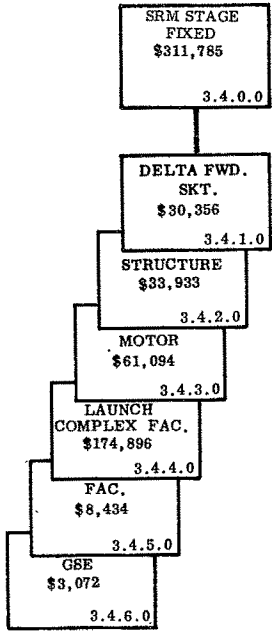 SRM STAGE
FIXED
$311,785
3.4.0.0
DELTA FWD.
SKT.
$30,356
3.4.1.0
STRUCTURE
$33,933
3.4.2.0
MOTOR
$61,094
3.4.3.0
LAUNCH
COMPLEX FAC.
$174,896
3.4.4.0
FAC.
$8,434
3.4.5.0
GSE
$3,072
3.4.6.0